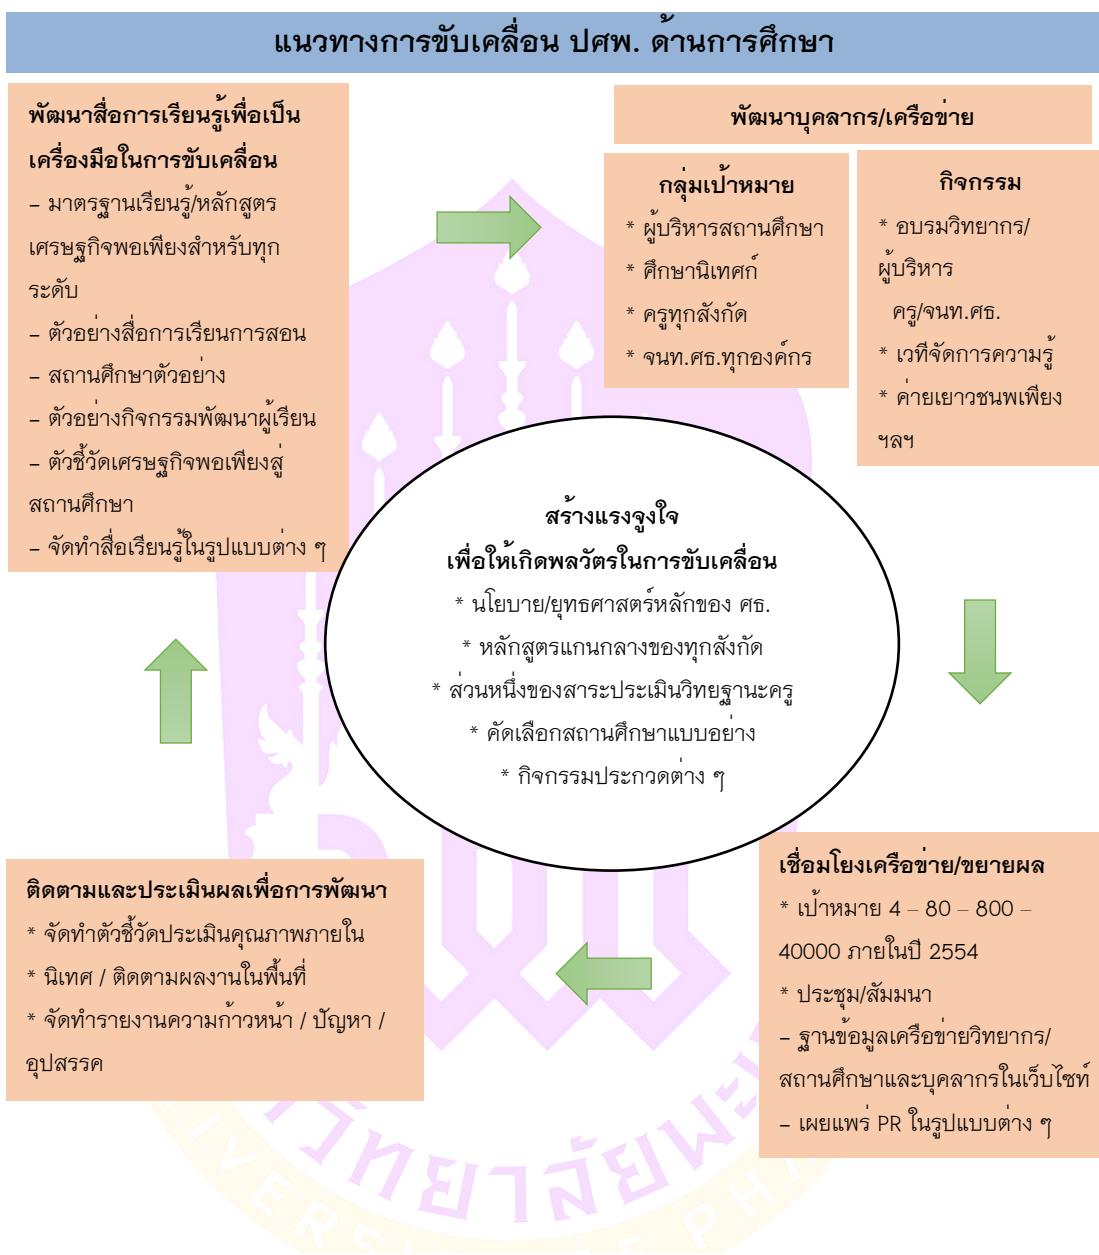 แนวทางการขับเคลื่อน ปศพ. ด้านการศึกษา
พัฒนาสื่อการเรียนรู้เพื่อเป็น
เครื่องมือในการขับเคลื่อน
– มาตรฐานเรียนรู้/หลักสูตร
เศรษฐกิจพอเพียงสำหรับทุก
ระดับ
– ตัวอย่างสื่อการเรียนการสอน
– สถานศึกษาตัวอย่าง
– ตัวอย่างกิจกรรมพัฒนาผู้เรียน
– ตัวชี้วัดเศรษฐกิจพอเพียงสู่
สถานศึกษา
– จัดทำสื่อเรียนรู้ในรูปแบบต่าง ๆ
พัฒนาบุคลากร/เครือข่าย
กลุ่มเป้าหมาย
* ผู้บริหารสถานศึกษา
* ศึกษานิเทศก์
* ครูทุกสังกัด
* จนท.ศธ.ทุกองค์กร
กิจกรรม
* อบรมวิทยากร/
ผู้บริหาร
ครู/จนท.ศธ.
* เวทีจัดการความรู้
* ค่ายเยาวชนพเพียง
ฯลฯ
สร้างแรงจูงใจ
เพื่อให้เกิดพลวัตรในการขับเคลื่อน
* นโยบาย/ยุทธศาสตร์หลักของ ศธ.
* หลักสูตรแกนกลางของทุกสังกัด
* ส่วนหนึ่งของสาระประเมินวิทยฐานะครู
* คัดเลือกสถานศึกษาแบบอย่าง
* กิจกรรมประกวดต่าง ๆ
เชื่อมโยงเครือข่าย/ขยายผล
* เป้าหมาย 4 – 80 – 800 –
40000 ภายในปี 2554
* ประชุม/สัมมนา
– ฐานข้อมูลเครือข่ายวิทยากร/
สถานศึกษาและบุคลากรในเว็บไซท์
– เผยแพร่ PR ในรูปแบบต่าง ๆ
ติดตามและประเมินผลเพื่อการพัฒนา
* จัดทำตัวชี้วัดประเมินคุณภาพภายใน
* นิเทศ / ติดตามผลงานในพื้นที่
* จัดทำรายงานความก้าวหน้า / ปัญหา /
อุปสรรค